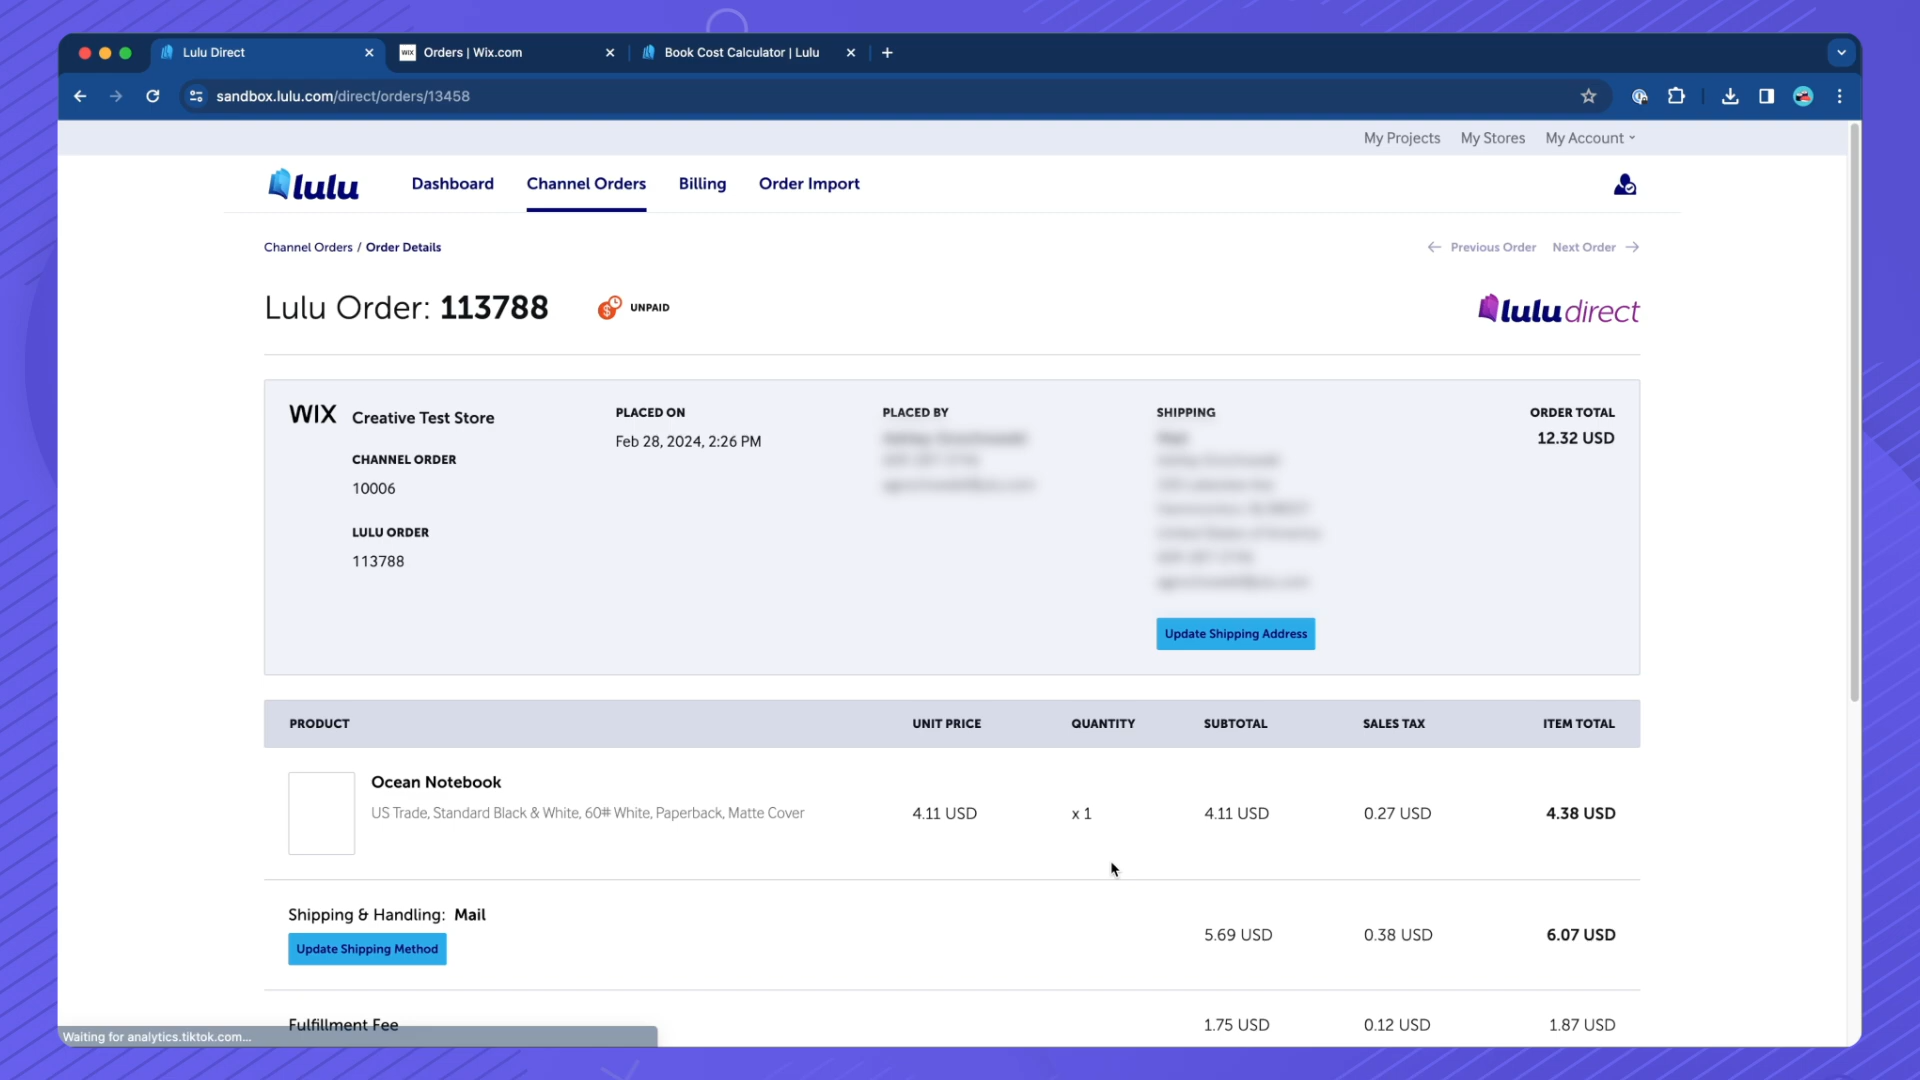 Lulu Direct
WIX Orders | Wix.com
Book Cost Calculator | Lulu
sandbox.lulu.com/direct/orders/13458
My Projects My Stores My Account
lulu Dashboard Channel Orders Billing Order Import
Channel Orders / Order Details
← Previous Order Next Order →
Lulu Order: 113788 UNPAID
lulu direct
WIX Creative Test Store
CHANNEL ORDER
10006
LULU ORDER
113788
PLACED ON
Feb 28, 2024, 2:26 PM
PLACED BY
SHIPPING
Update Shipping Address
ORDER TOTAL
12.32 USD
PRODUCT UNIT PRICE QUANTITY SUBTOTAL SALES TAX ITEM TOTAL
Ocean Notebook
US Trade, Standard Black & White, 60# White, Paperback, Matte Cover
4.11 USD x 1 4.11 USD 0.27 USD 4.38 USD
Shipping & Handling: Mail
Update Shipping Method
5.69 USD 0.38 USD 6.07 USD
Fulfillment Fee 1.75 USD 0.12 USD 1.87 USD
Waiting for analytics.tiktok.com...